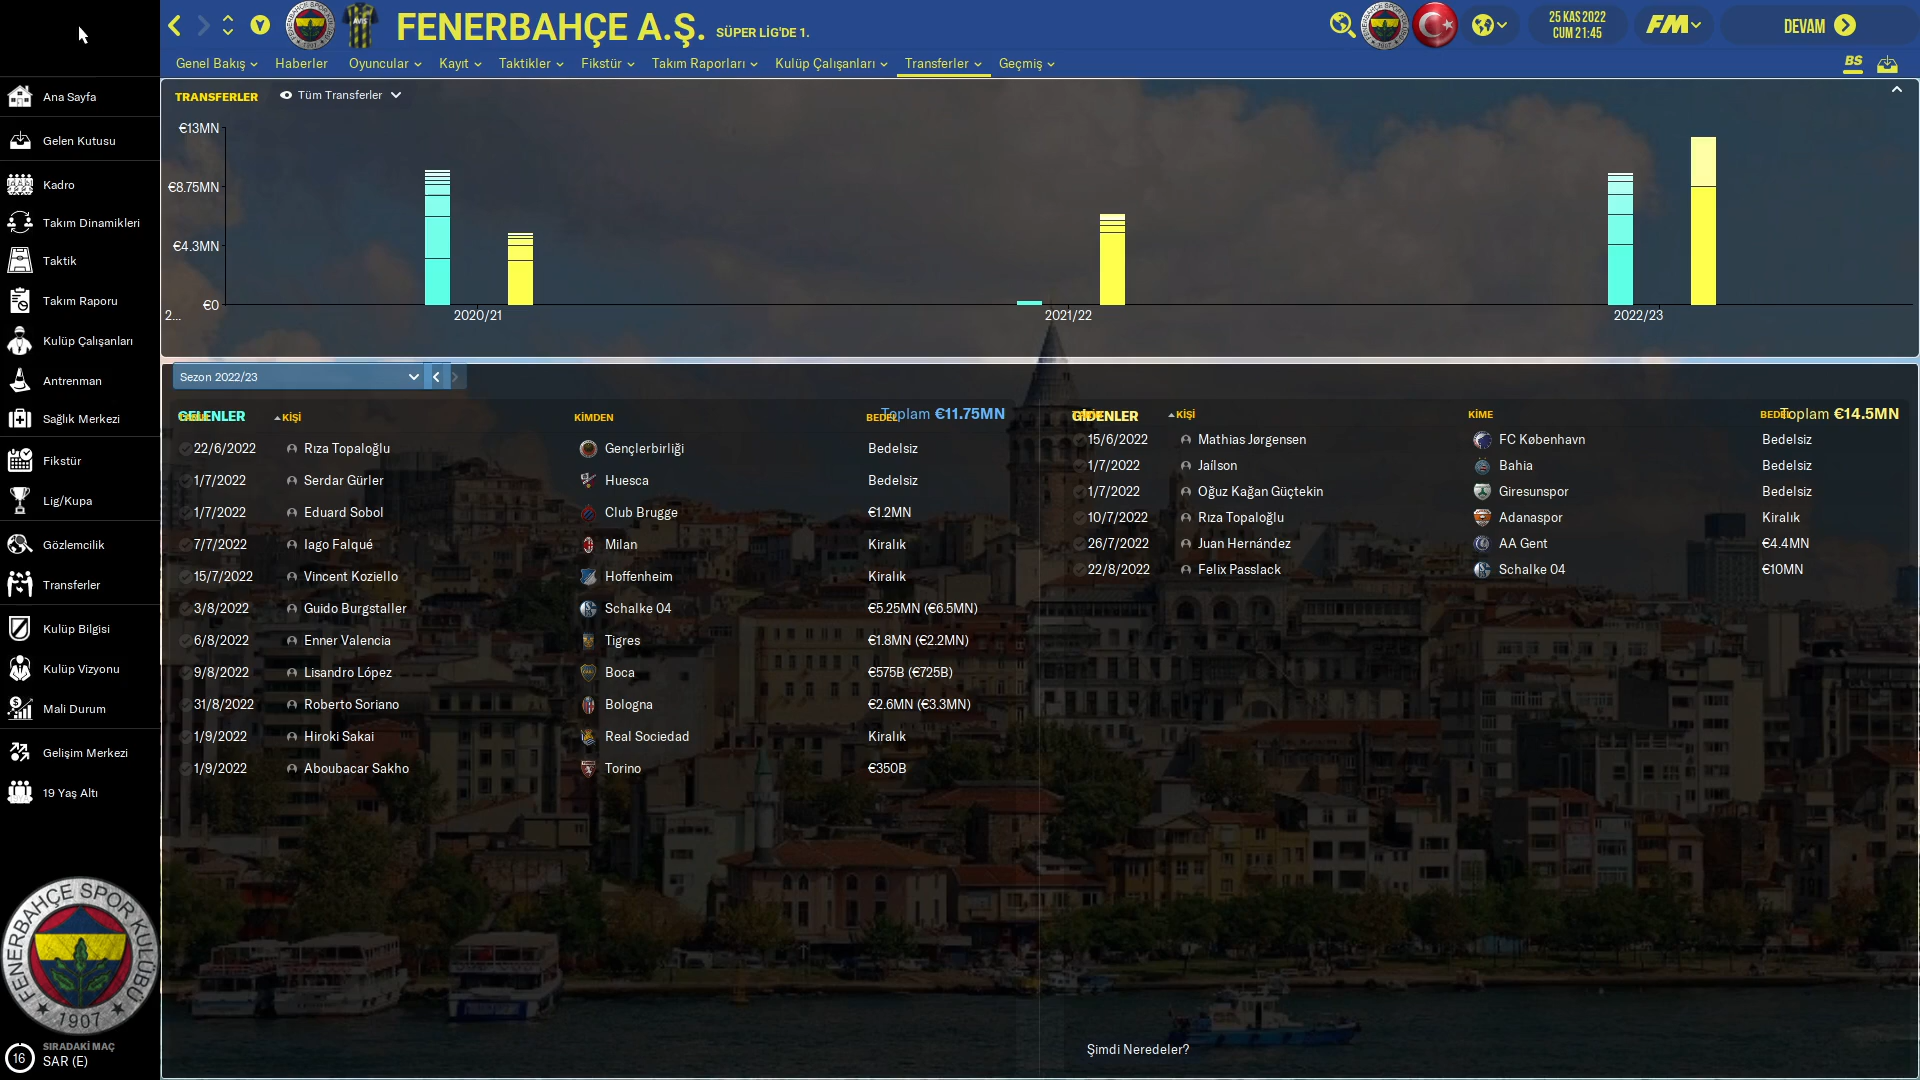 FENERBAHÇE A.Ş. SÜPER LİG'DE 1.
25 KAS 2022
CUM 21:45
FM
DEVAM
Genel Bakış Haberler Oyuncular Kayıt Taktikler Fikstür Takım Raporları Kulüp Çalışanları Transferler Geçmiş
BS
Ana Sayfa
Gelen Kutusu
Kadro
Takım Dinamikleri
Taktik
Takım Raporu
Kulüp Çalışanları
Antrenman
Sağlık Merkezi
Fikstür
Lig/Kupa
Gözlemcilik
Transferler
Kulüp Bilgisi
Kulüp Vizyonu
Mali Durum
Gelişim Merkezi
19 Yaş Altı
FENERBAHÇE SPOR KULÜBÜ
1907
16
SIRADAKİ MAÇ
SAR (E)
TRANSFERLER Tüm Transferler
€13MN
€8.75MN
€4.3MN
€0
2... 2020/21 2021/22 2022/23
Sezon 2022/23
GELENLER KİŞİ KİMDEN BEDEL Toplam €11.75MN
22/6/2022 Rıza Topaloğlu Gençlerbirliği Bedelsiz
1/7/2022 Serdar Gürler Huesca Bedelsiz
1/7/2022 Eduard Sobol Club Brugge €1.2MN
7/7/2022 Iago Falqué Milan Kiralık
15/7/2022 Vincent Koziello Hoffenheim Kiralık
3/8/2022 Guido Burgstaller Schalke 04 €5.25MN (€6.5MN)
6/8/2022 Enner Valencia Tigres €1.8MN (€2.2MN)
9/8/2022 Lisandro López Boca €575B (€725B)
31/8/2022 Roberto Soriano Bologna €2.6MN (€3.3MN)
1/9/2022 Hiroki Sakai Real Sociedad Kiralık
1/9/2022 Aboubacar Sakho Torino €350B
GİDENLER KİŞİ KİME BEDEL Toplam €14.5MN
15/6/2022 Mathias Jørgensen FC København Bedelsiz
1/7/2022 Jaílson Bahia Bedelsiz
1/7/2022 Oğuz Kağan Güçtekin Giresunspor Bedelsiz
10/7/2022 Rıza Topaloğlu Adanaspor Kiralık
26/7/2022 Juan Hernández AA Gent €4.4MN
22/8/2022 Felix Passlack Schalke 04 €10MN
Şimdi Neredeler?